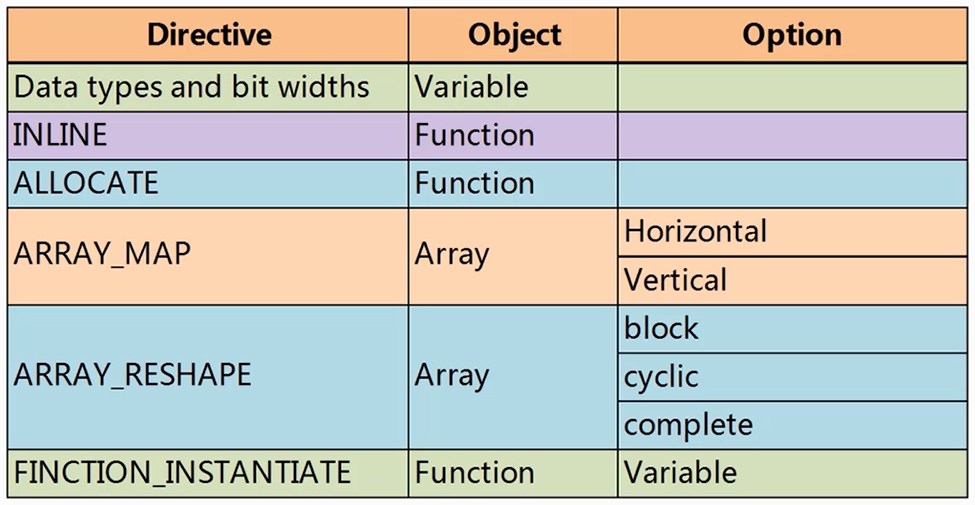 Directive Object Option
Data types and bit widths Variable
INLINE Function
ALLOCATE Function
ARRAY_MAP Array Horizontal
Vertical
ARRAY_RESHAPE Array block
cyclic
complete
FINCTION_INSTANTIATE Function Variable